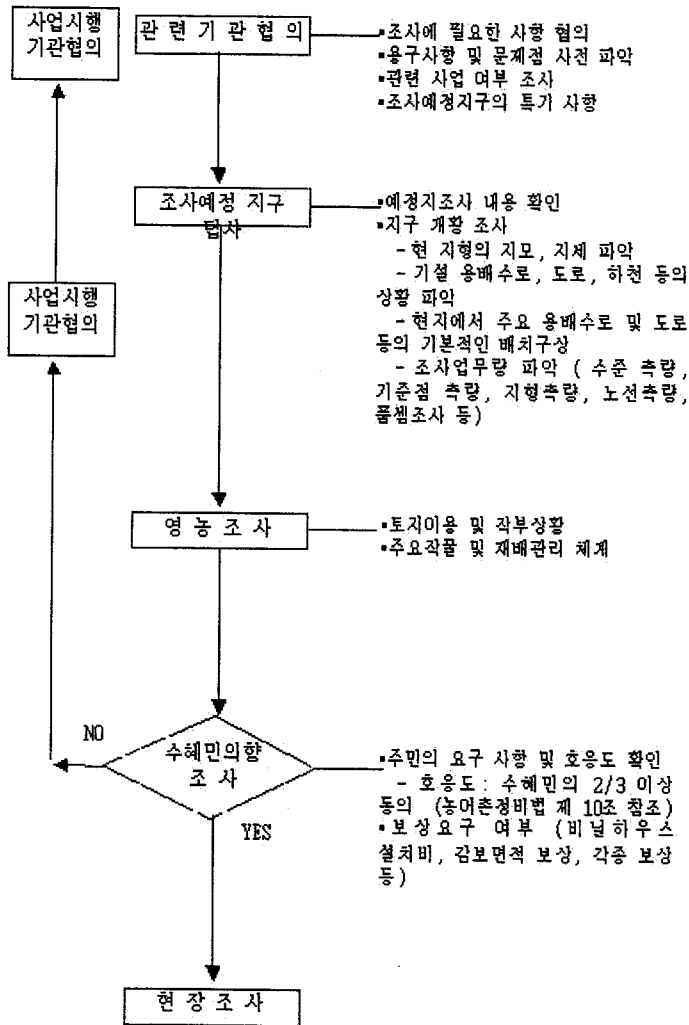 사업시행
기관협의
관 련 기 관 협 의
▪조사에 필요한 사항 협의
▪용구사항 및 문제점 사전 파악
▪관련 사업 여부 조사
▪조사예정지구의 특기 사항
조사예정 지구
답사
▪예정지조사 내용 확인
▪지구 개황 조사
- 현 지형의 지모, 지세 파악
- 기설 용배수로, 도로, 하천 등의
상황 파악
- 현지에서 주요 용배수로 및 도로
등의 기본적인 배치구상
- 조사업무량 파악 ( 수준 측량,
기준점 측량, 지형측량, 노선측량,
품셈조사 등)
사업시행
기관협의
영 농 조 사
▪토지이용 및 작부상황
▪주요작물 및 재배관리 체계
NO
수혜민의향
조 사
YES
▪주민의 요구 사항 및 호응도 확인
- 호응도 : 수혜민의 2/3 이상
동의 (농어촌정비법 제 10조 참조)
▪보상요구 여부 (비닐하우스
설치비, 감보면적 보상, 각종 보상
등)
현 장 조 사